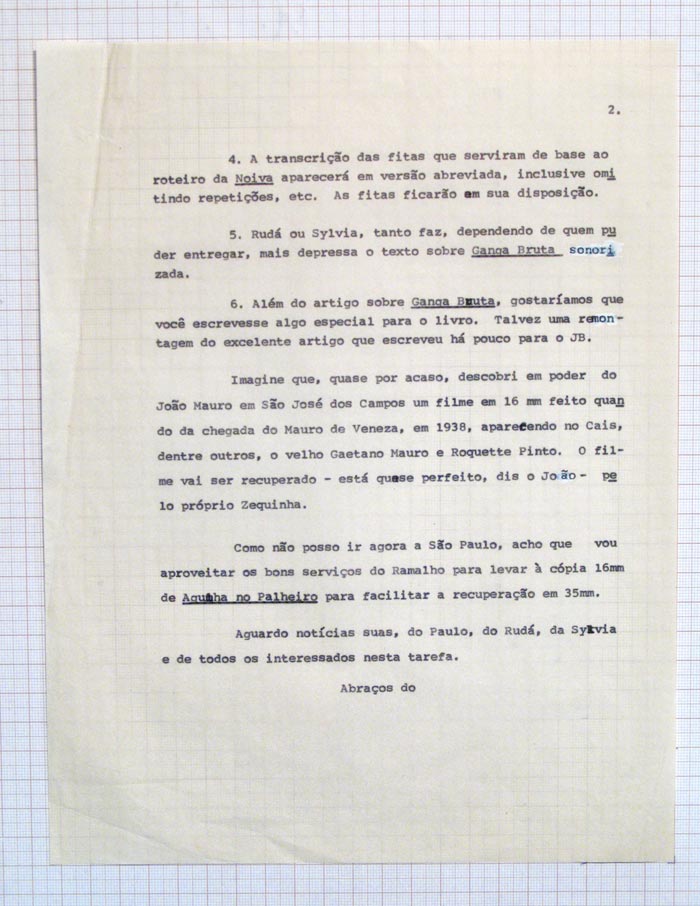 2.
4. A transcrição das fitas que serviram de base ao
roteiro da Noiva aparecerá em versão abreviada, inclusive omi
tindo repetições, etc. As fitas ficarão em sua disposição.
5. Rudá ou Sylvia, tanto faz, dependendo de quem pu
der entregar, mais depressa o texto sobre Ganga Bruta sonori
zada.
6. Além do artigo sobre Ganga Bruta, gostaríamos que
você escrevesse algo especial para o livro. Talvez uma remon-
tagem do excelente artigo que escreveu há pouco para o JB.
Imagine que, quase por acaso, descobri em poder do
João Mauro em São José dos Campos um filme em 16 mm feito quan
do da chegada do Mauro de Veneza, em 1938, aparecendo no Cais,
dentre outros, o velho Gaetano Mauro e Roquette Pinto. O fil-
me vai ser recuperado - está quase perfeito, dis o João - pe
lo próprio Zequinha.
Como não posso ir agora a São Paulo, acho que vou
aproveitar os bons serviços do Ramalho para levar à cópia 16mm
de Agulha no Palheiro para facilitar a recuperação em 35mm.
Aguardo notícias suas, do Paulo, do Rudá, da Sylvia
e de todos os interessados nesta tarefa.
Abraços do